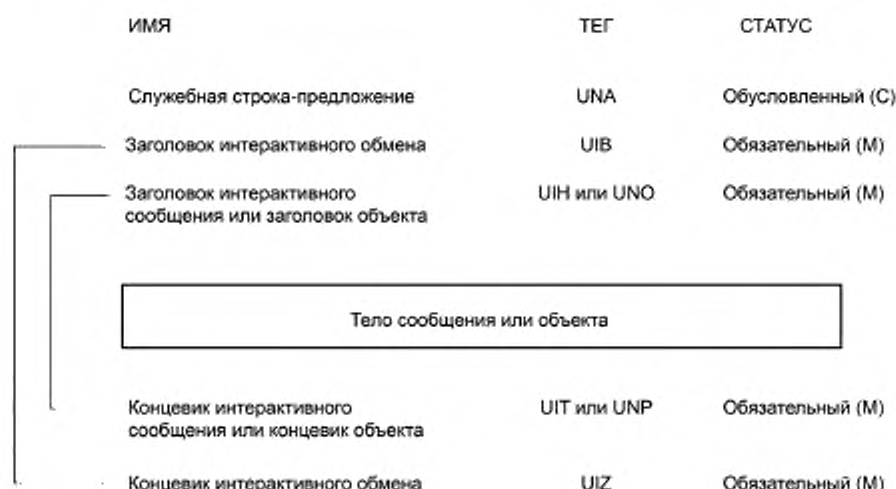 ИМЯ ТЕГ СТАТУС
Служебная строка-предложение UNA Обусловленный (С)
Заголовок интерактивного обмена UIB Обязательный (М)
Заголовок интерактивного UIH или UNO Обязательный (М)
сообщения или заголовок объекта
Тело сообщения или объекта
Концевик интерактивного UIT или UNP Обязательный (М)
сообщения или концевик объекта
Концевик интерактивного обмена UIZ Обязательный (М)